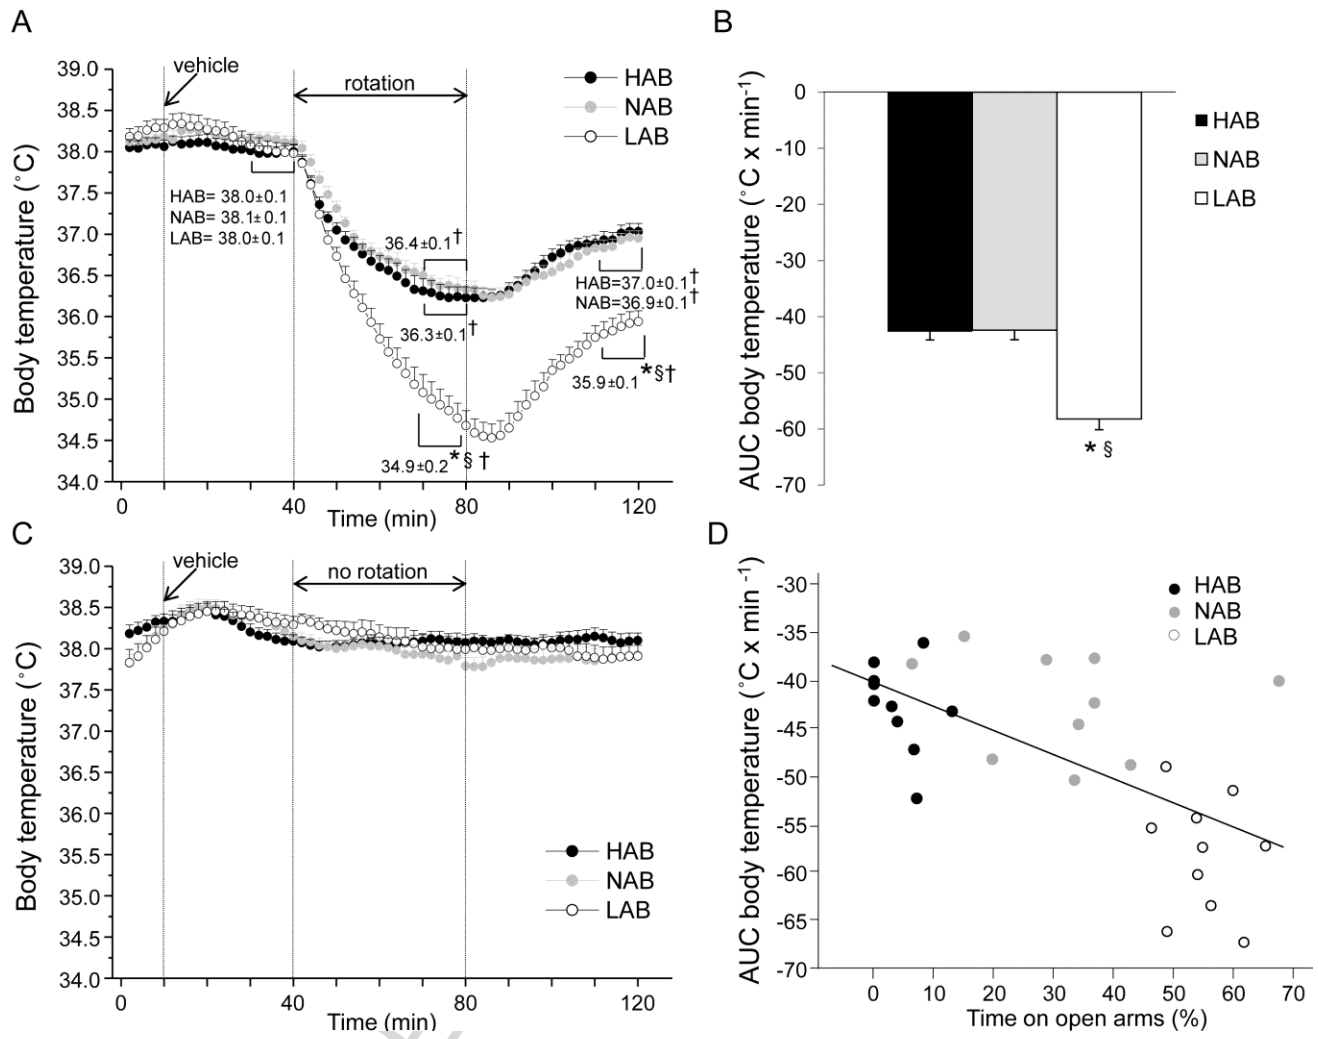 A
39.0
38.5
38.0
37.5
37.0
36.5
36.0
35.5
35.0
34.5
34.0
Body temperature (˚C)
vehicle
rotation
HAB
NAB
LAB
HAB= 38.0±0.1
NAB= 38.1±0.1
LAB= 38.0±0.1
36.4±0.1†
36.3±0.1†
34.9±0.2*§†
HAB=37.0±0.1†
NAB=36.9±0.1†
35.9±0.1*§†
0 40 80 120
Time (min)
B
0
-10
-20
-30
-40
-50
-60
-70
AUC body temperature (˚C x min-1)
HAB
NAB
LAB
* §
C
39.0
38.5
38.0
37.5
37.0
36.5
36.0
35.5
35.0
34.5
34.0
Body temperature (˚C)
vehicle
no rotation
HAB
NAB
LAB
0 40 80 120
Time (min)
D
-30
-35
-40
-45
-50
-55
-60
-65
-70
AUC body temperature (˚C x min -1)
HAB
NAB
LAB
0 10 20 30 40 50 60 70
Time on open arms (%)